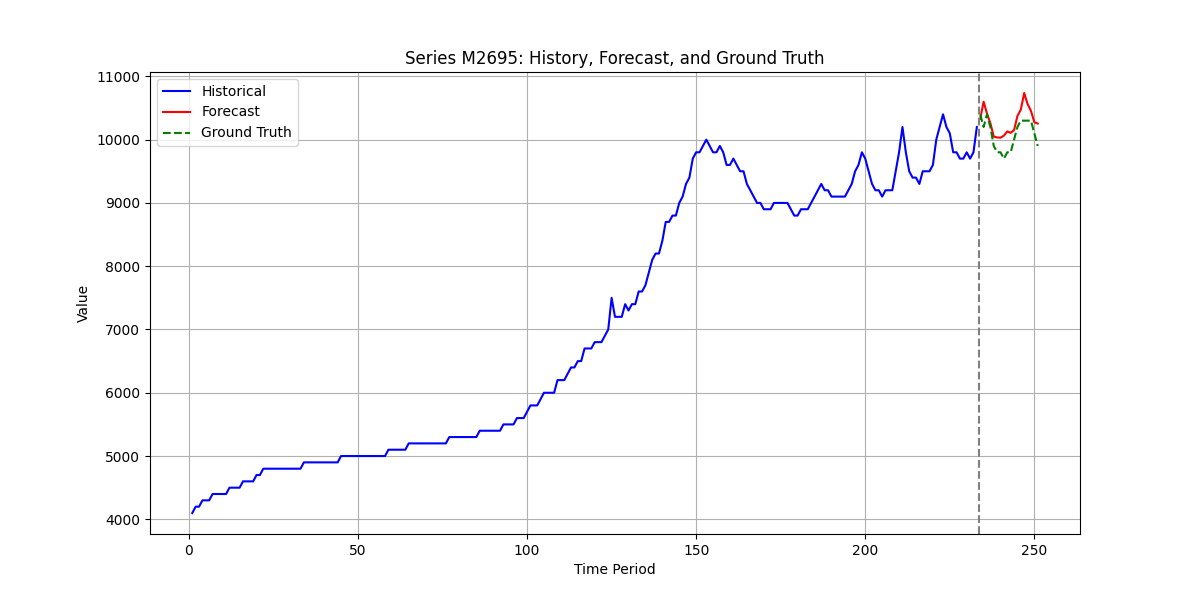 Series M2695: History, Forecast, and Ground Truth
11000
10000
9000
8000
7000
6000
5000
4000
Value
Historical
Forecast
Ground Truth
0 50 100 150 200 250
Time Period